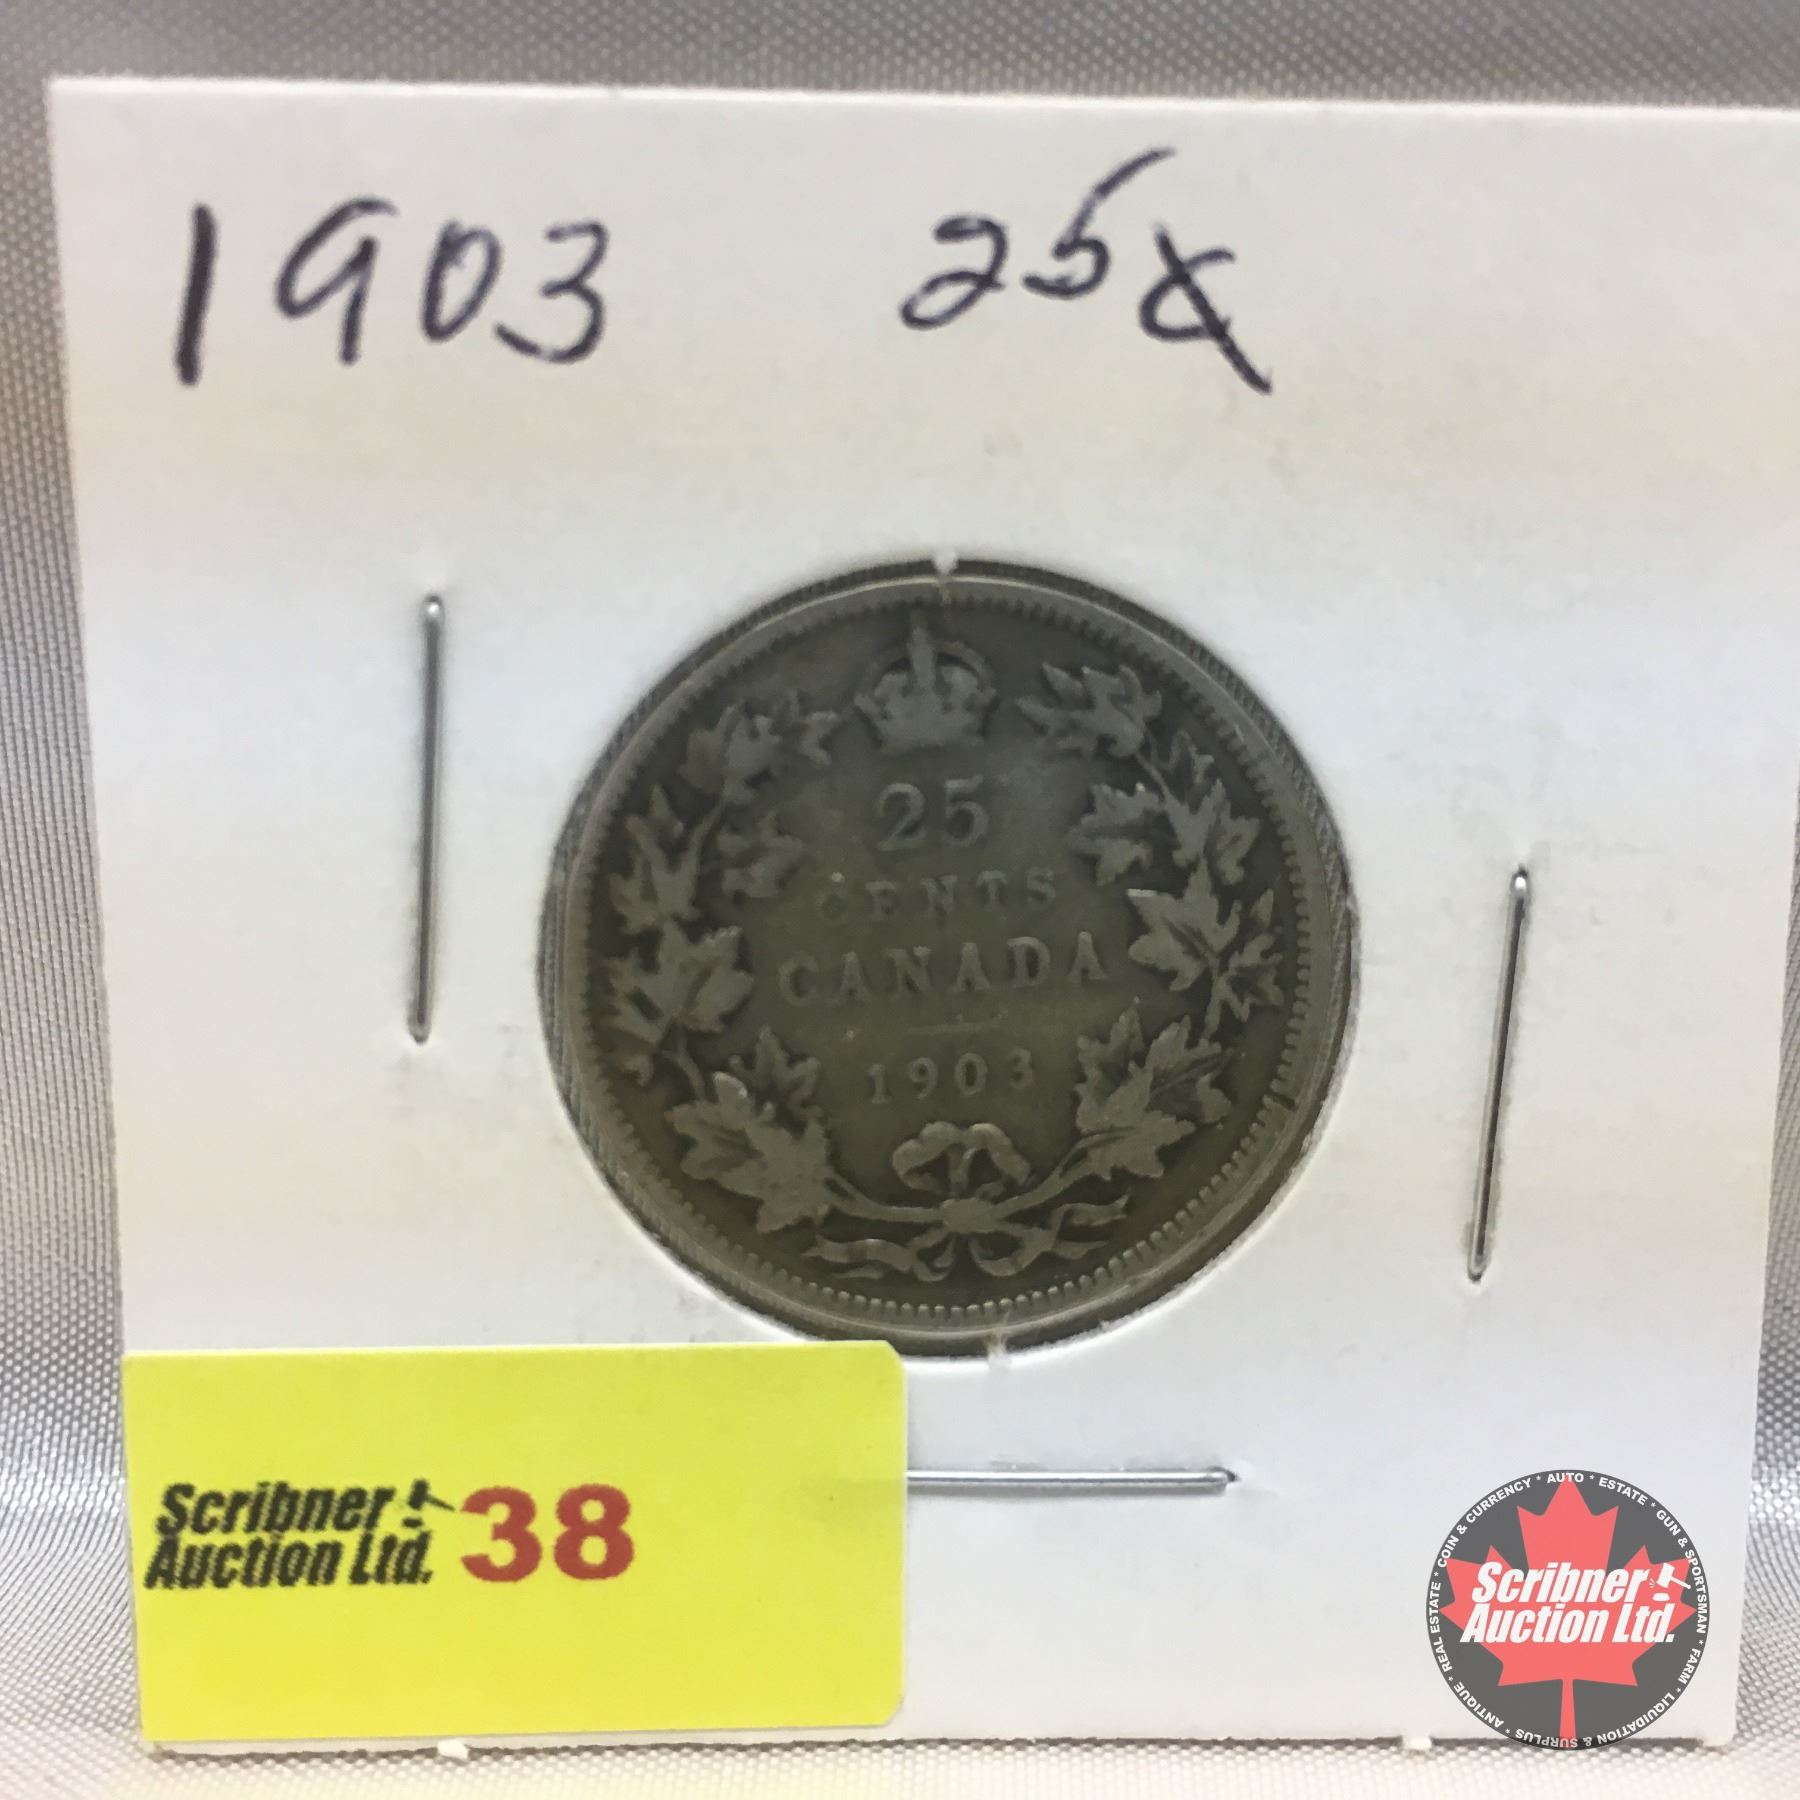 1903 25¢
25
CENTS
CANADA
1903
Scribner
Auction Ltd. 38
Scribner
Auction Ltd.
REAL ESTATE * COIN & CURRENCY * AUTO * ESTATE * GUN & SPORTSMAN * FARM * LIQUIDATION & SURPLUS * ANTIQUE *